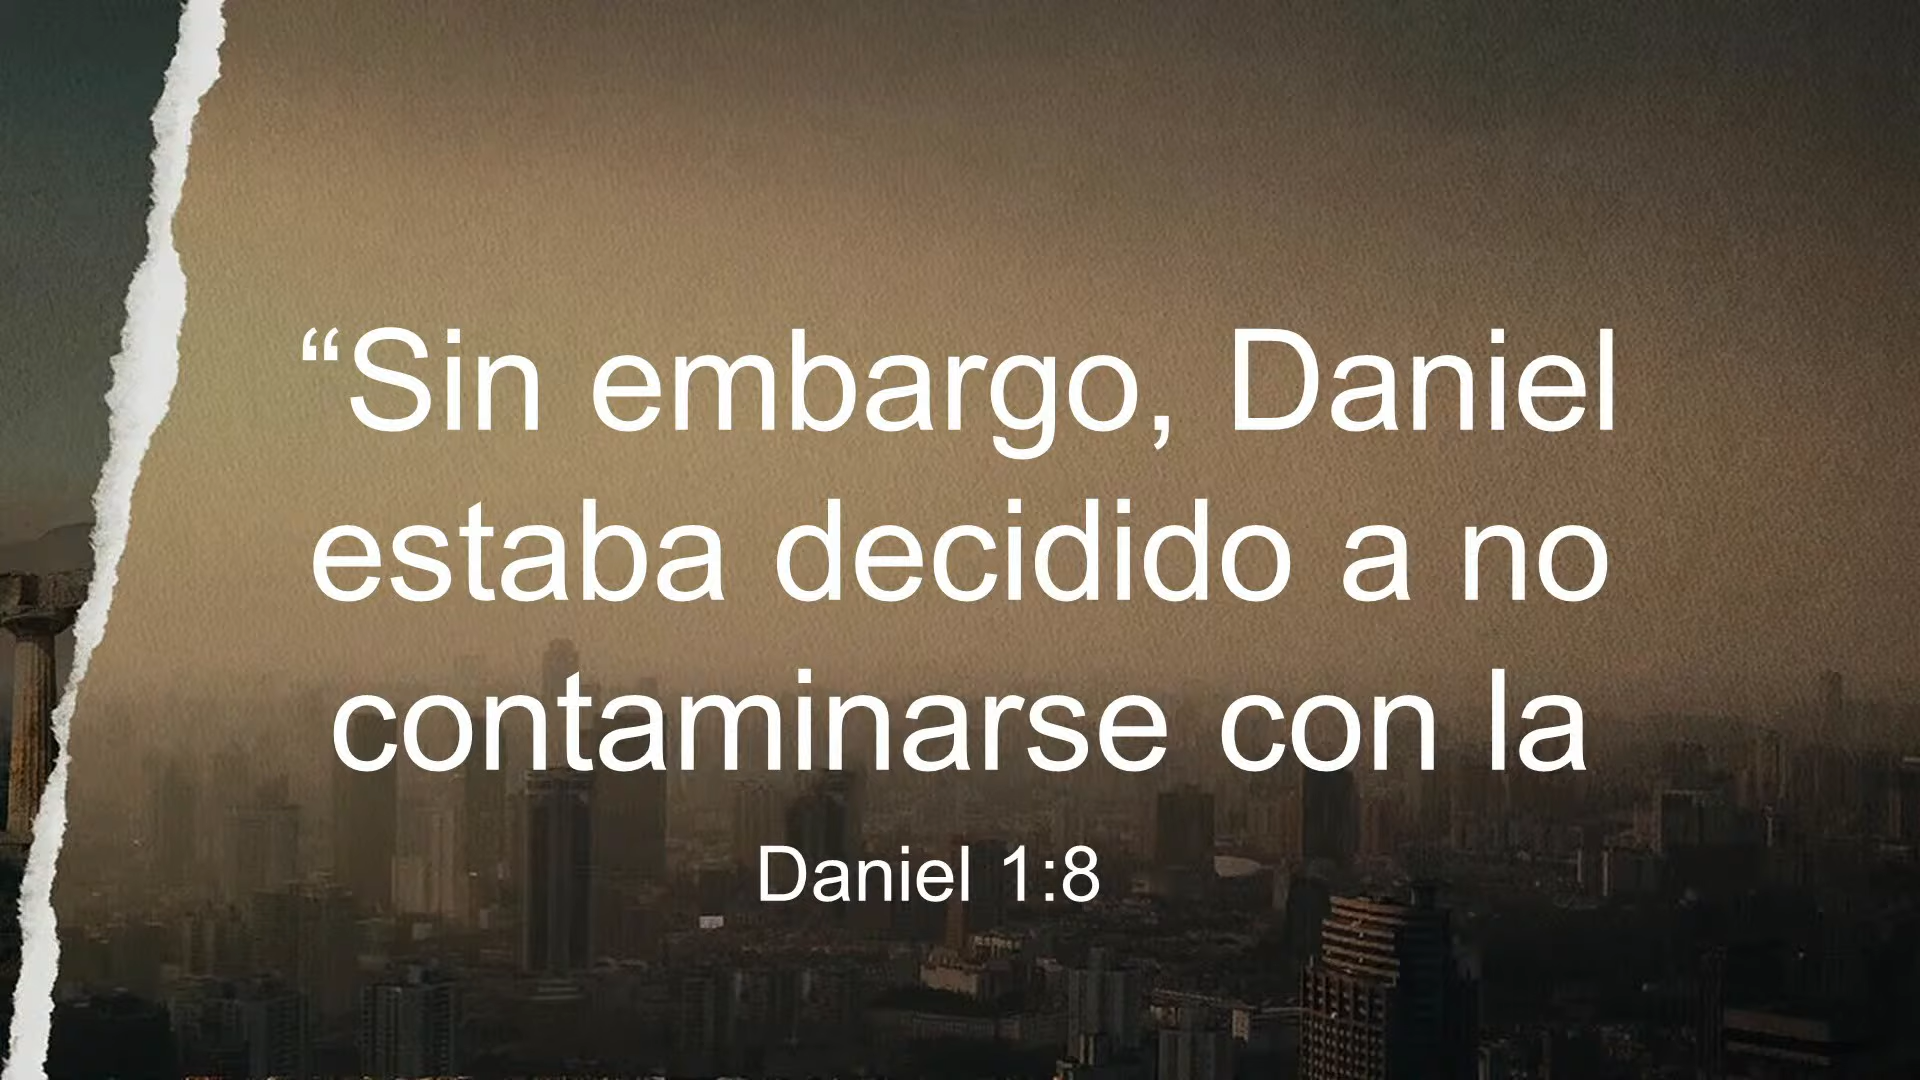 “Sin embargo, Daniel
estaba decidido a no
contaminarse con la
Daniel 1:8